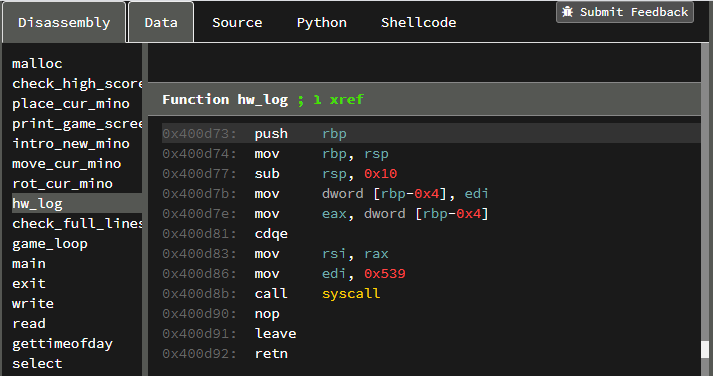 Disassembly Data Source Python Shellcode Submit Feedback
malloc
check_high_score
place_cur_mino
print_game_scree
intro_new_mino
move_cur_mino
rot_cur_mino
hw_log
check_full_lines
game_loop
main
exit
write
read
gettimeofday
select
Function hw_log ; 1 xref
0x400d73: push rbp
0x400d74: mov rbp, rsp
0x400d77: sub rsp, 0x10
0x400d7b: mov dword [rbp-0x4], edi
0x400d7e: mov eax, dword [rbp-0x4]
0x400d81: cdqe
0x400d83: mov rsi, rax
0x400d86: mov edi, 0x539
0x400d8b: call syscall
0x400d90: nop
0x400d91: leave
0x400d92: retn